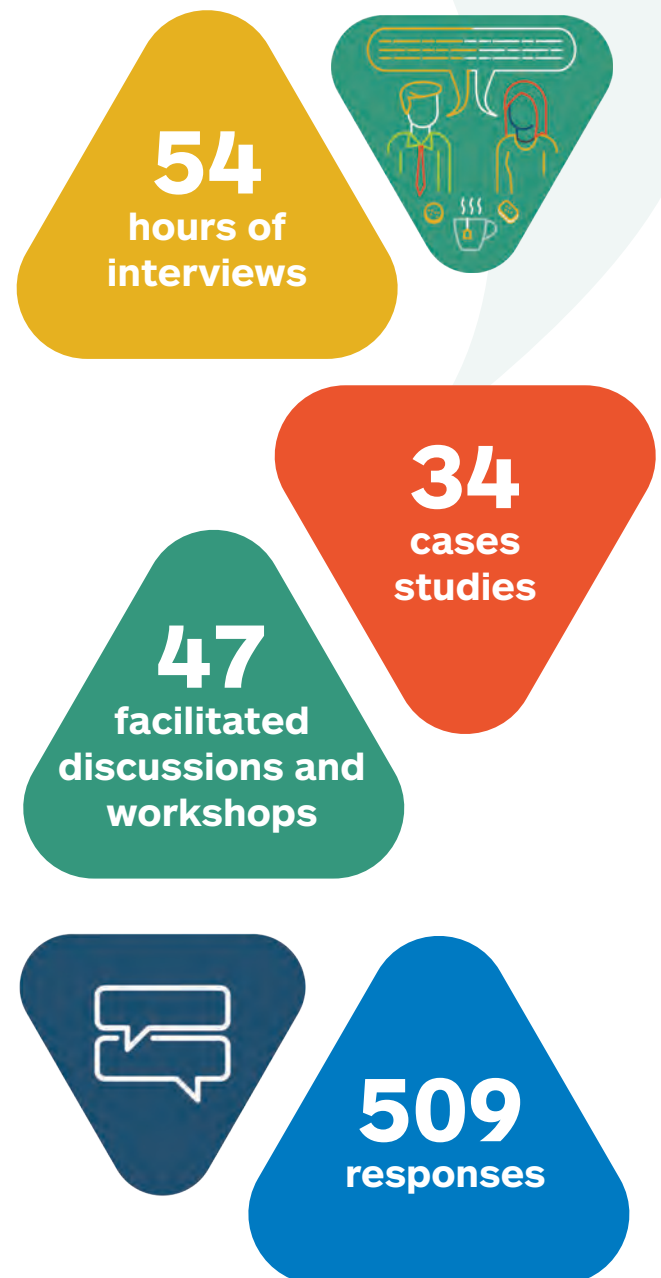 54
hours of
interviews
34
cases
studies
47
facilitated
discussions and
workshops
509
responses